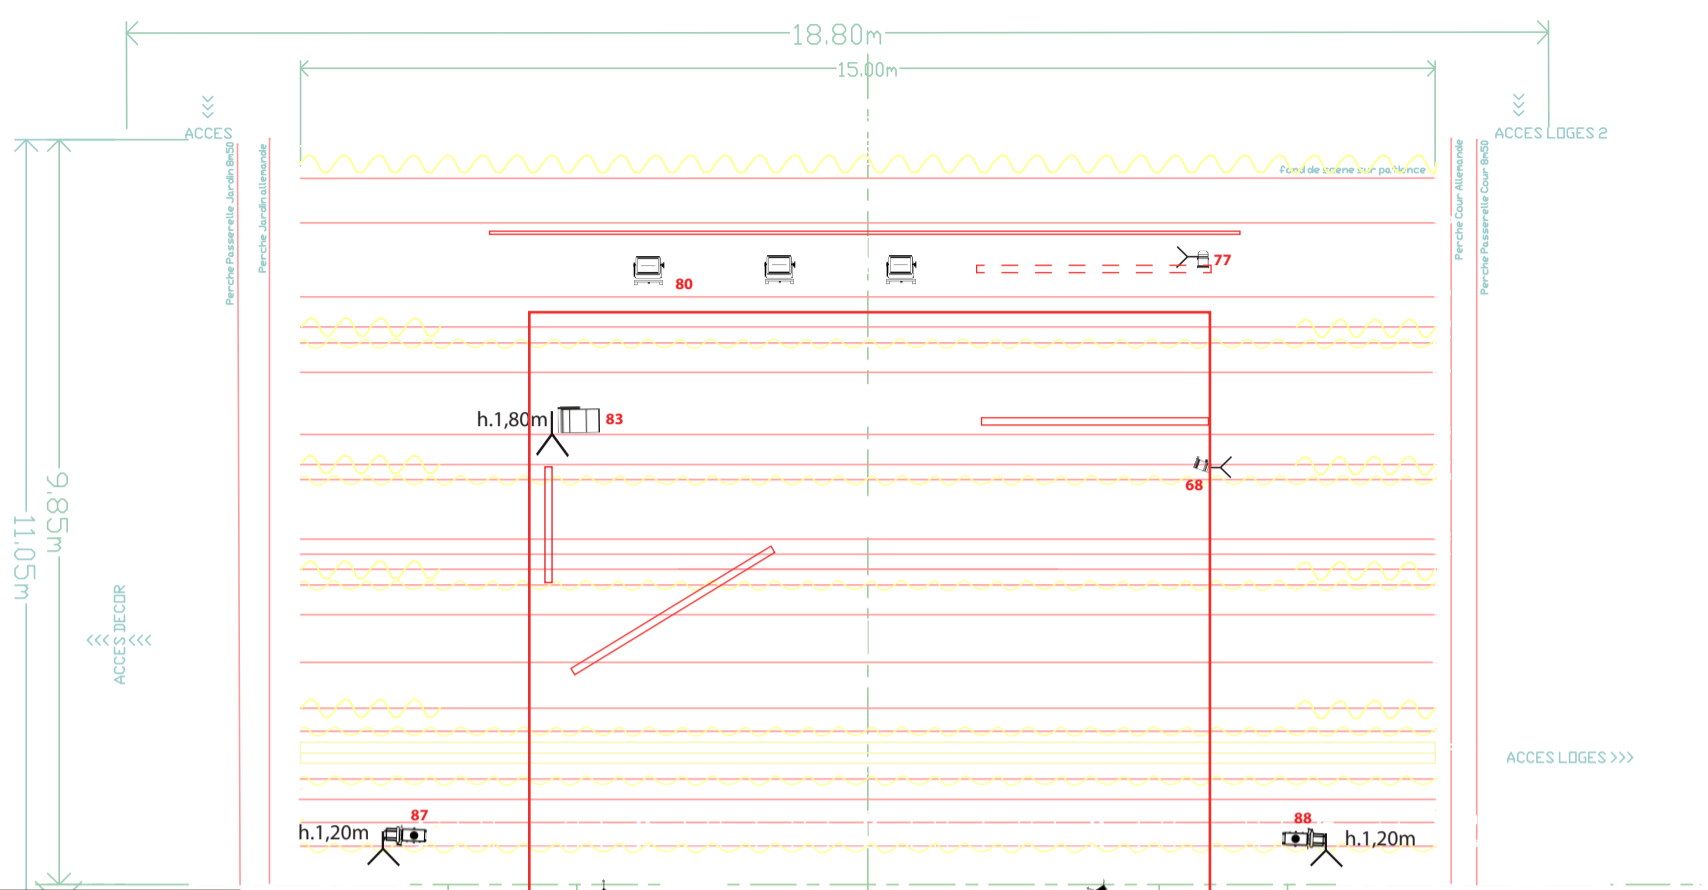 18.80m
15.00m
ACCES
ACCES LOGES 2
Perche Passerelle Jardin 8m50
Perche Jardin allemande
fond de scene sur patience
Perche Cour Allemande
Perche Passerelle Cour 8m50
77
80
h.1,80m
83
68
9.85m
11.05m
<<< ACCES DECOR <<<
ACCES LOGES >>>
87
h.1,20m
88
h.1,20m